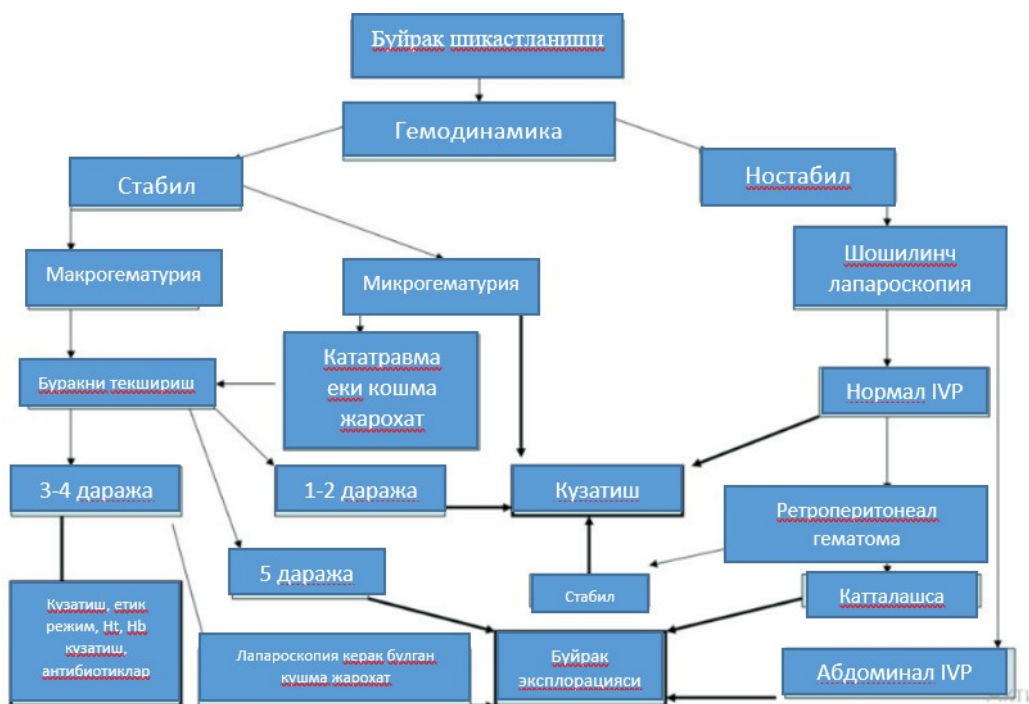 Буйрак шикастланиши
Гемодинамика
Стабил
Ностабил
Макрогематурия
Микрогематурия
Шошилинч
лапароскопия
Буракни текшириш
Кататравма
еки кошма
жарохат
Нормал IVP
3-4 даража
1-2 даража
Кузатиш
Ретроперитонеал
гематома
5 даража
Стабил
Катталашса
Кузатиш, етик
режим, Ht, Hb
кузатиш,
антибиотиклар
Лапароскопия керак булган
кушма жарохат
Буйрак
эксплорацияси
Абдоминал IVP